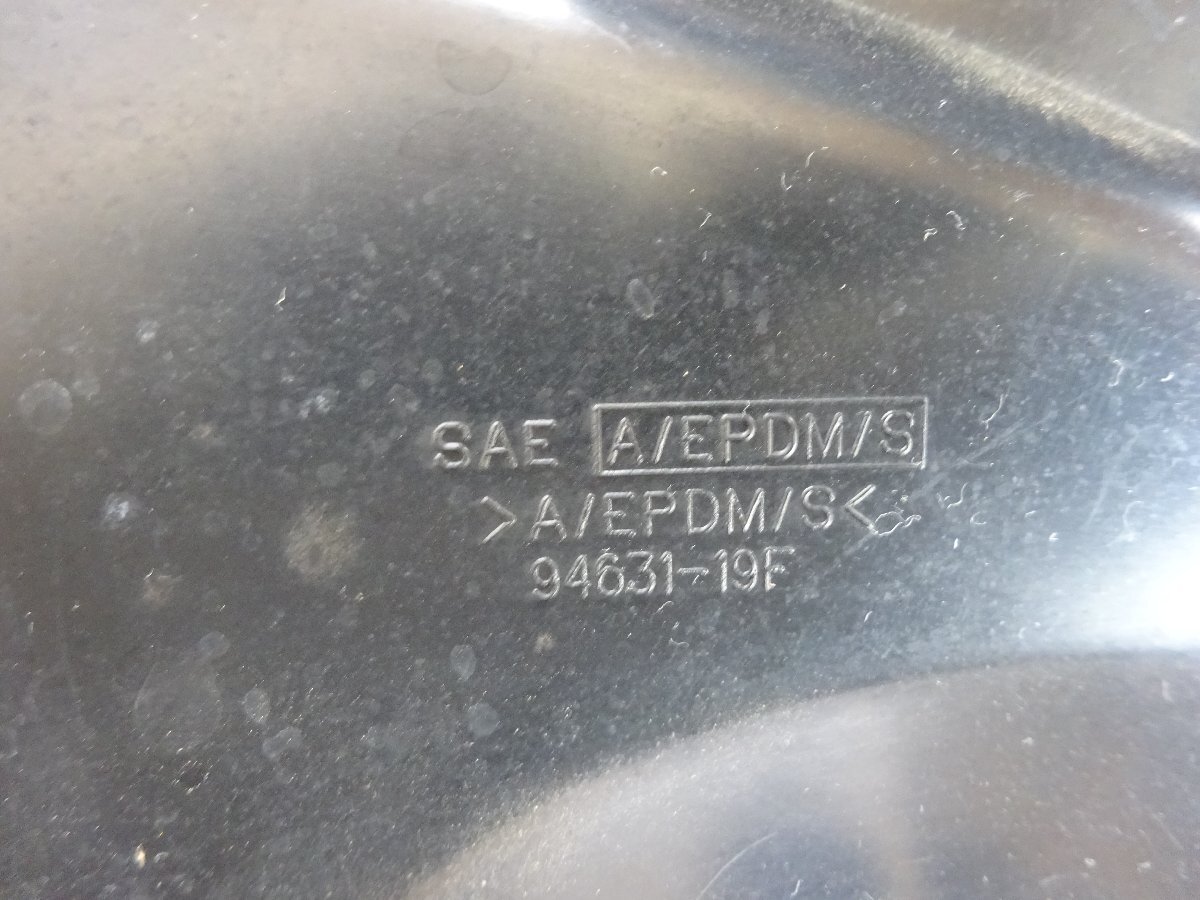 SAE A/EPDM/S
>A/EPDM/S<
94631-19F